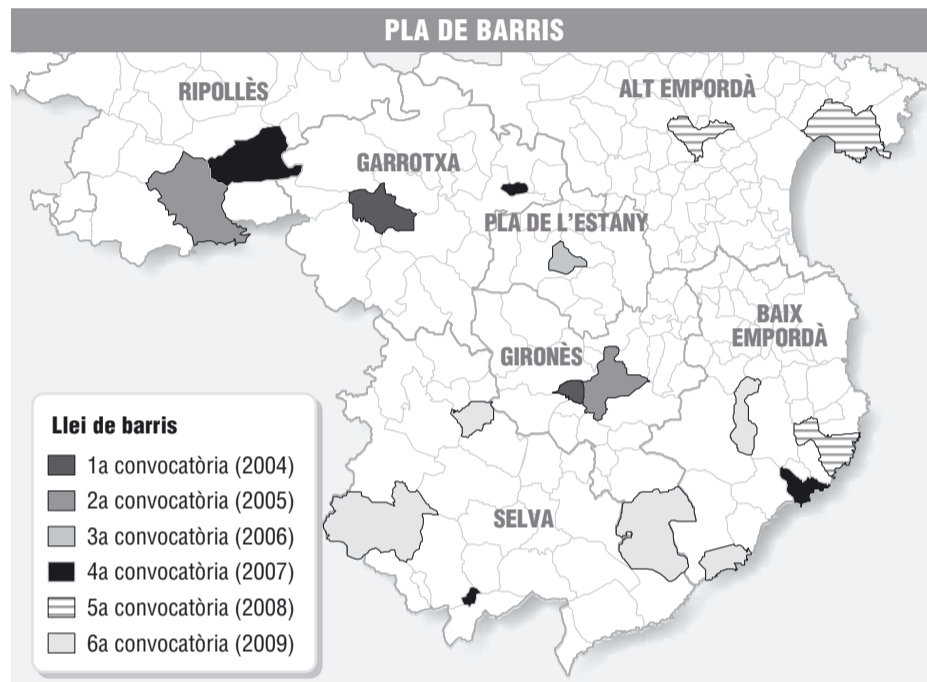 PLA DE BARRIS
RIPOLLÈS
ALT EMPORDÀ
GARROTXA
PLA DE L'ESTANY
BAIX
EMPORDÀ
GIRONÈS
SELVA
Llei de barris
1a convocatòria (2004)
2a convocatòria (2005)
3a convocatòria (2006)
4a convocatòria (2007)
5a convocatòria (2008)
6a convocatòria (2009)